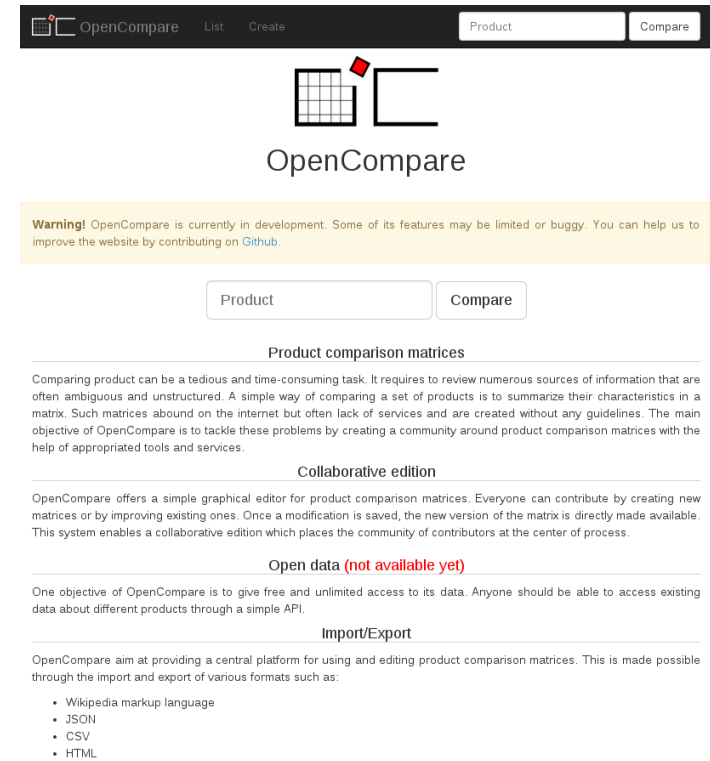 OpenCompare List Create Product Compare
OpenCompare
Warning! OpenCompare is currently in development. Some of its features may be limited or buggy. You can help us to
improve the website by contributing on Github.
Product Compare
Product comparison matrices
Comparing product can be a tedious and time-consuming task. It requires to review numerous sources of information that are
often ambiguous and unstructured. A simple way of comparing a set of products is to summarize their characteristics in a
matrix. Such matrices abound on the internet but often lack of services and are created without any guidelines. The main
objective of OpenCompare is to tackle these problems by creating a community around product comparison matrices with the
help of appropriated tools and services.
Collaborative edition
OpenCompare offers a simple graphical editor for product comparison matrices. Everyone can contribute by creating new
matrices or by improving existing ones. Once a modification is saved, the new version of the matrix is directly made available.
This system enables a collaborative edition which places the community of contributors at the center of process.
Open data (not available yet)
One objective of OpenCompare is to give free and unlimited access to its data. Anyone should be able to access existing
data about different products through a simple API.
Import/Export
OpenCompare aim at providing a central platform for using and editing product comparison matrices. This is made possible
through the import and export of various formats such as:
• Wikipedia markup language
• JSON
• CSV
• HTML